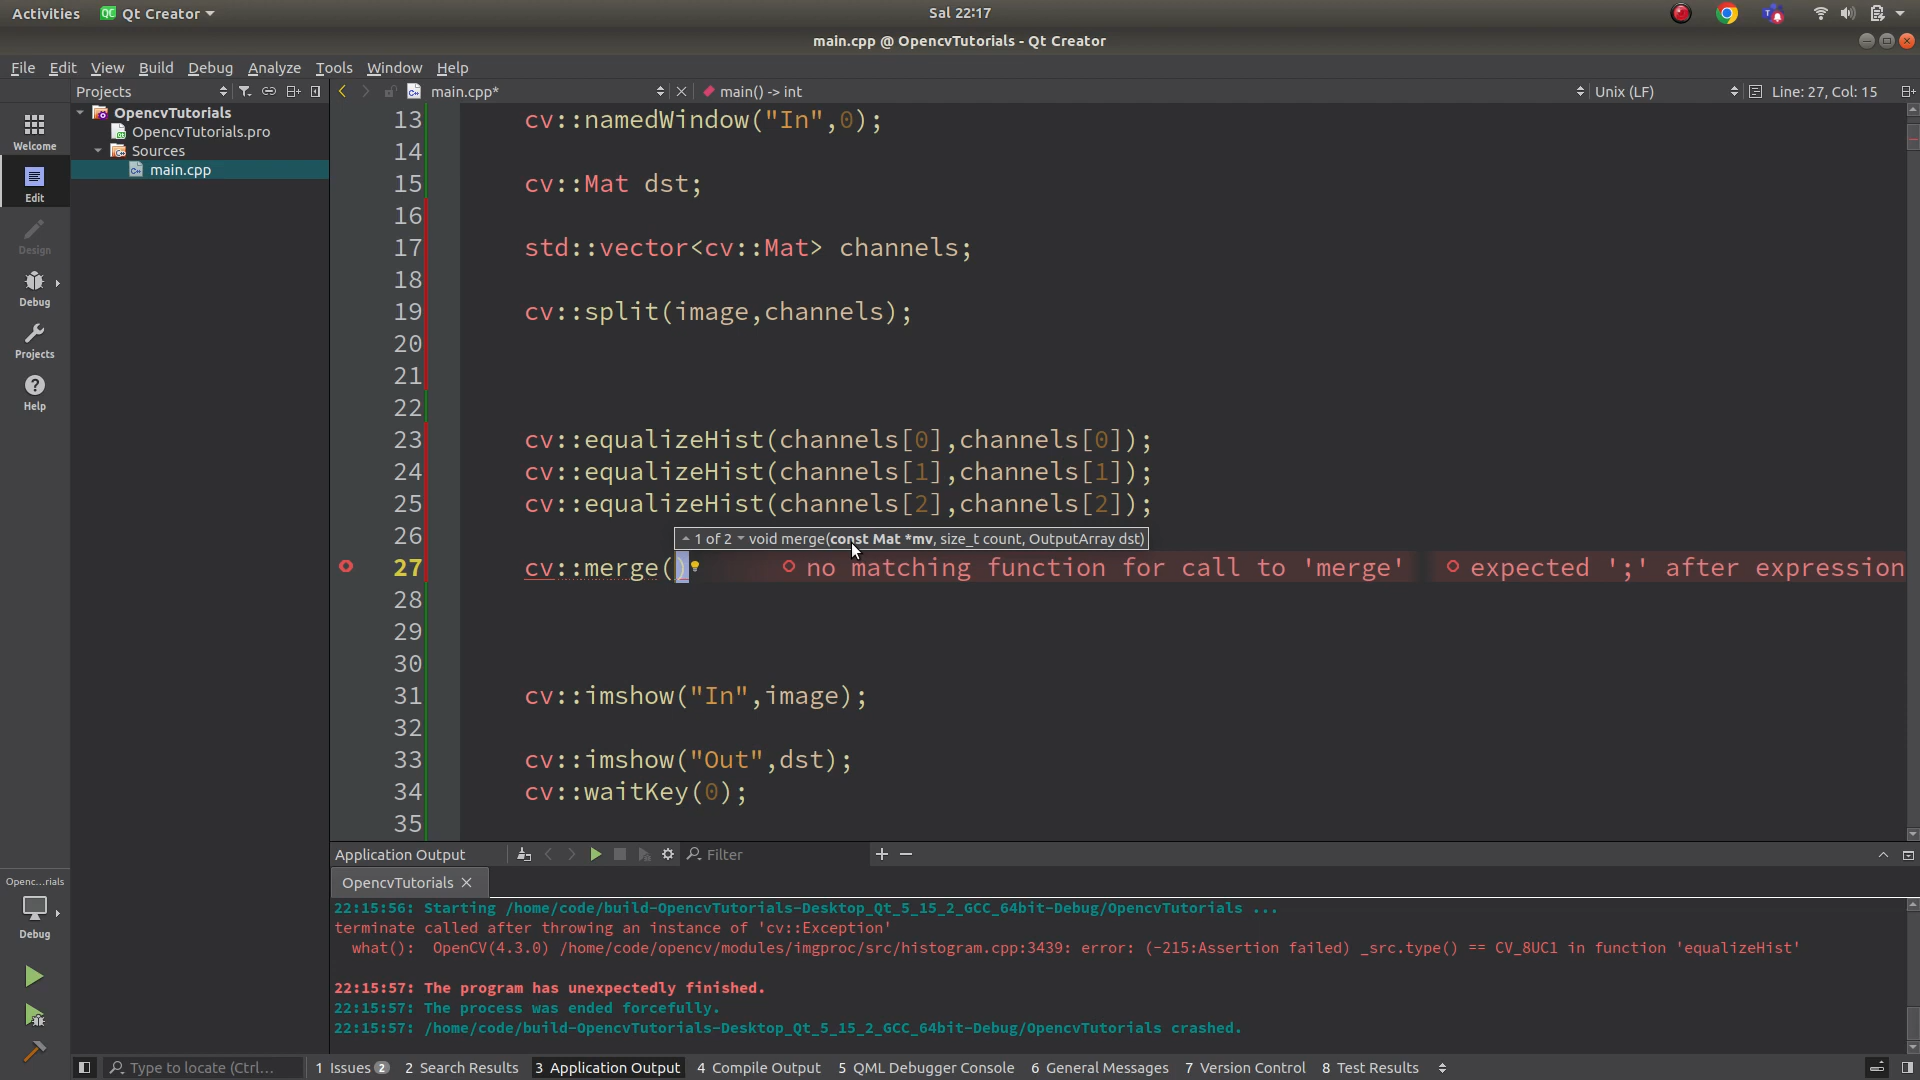 Activities Qt Creator Sal 22:17
main.cpp @ OpencvTutorials - Qt Creator
File Edit View Build Debug Analyze Tools Window Help
Projects main.cpp* main() -> int Unix (LF) Line: 27, Col: 15
OpencvTutorials
OpencvTutorials.pro
Sources
main.cpp
Welcome
Edit
Design
Debug
Projects
Help
13 cv::namedWindow("In",0);
14
15 cv::Mat dst;
16
17 std::vector<cv::Mat> channels;
18
19 cv::split(image,channels);
20
21
22
23 cv::equalizeHist(channels[0],channels[0]);
24 cv::equalizeHist(channels[1],channels[1]);
25 cv::equalizeHist(channels[2],channels[2]);
26
1 of 2 void merge(const Mat *mv, size_t count, OutputArray dst)
27 cv::merge() no matching function for call to 'merge' expected ';' after expression
28
29
30
31 cv::imshow("In",image);
32
33 cv::imshow("Out",dst);
34 cv::waitKey(0);
35
Application Output Filter
OpencvTutorials
22:15:56: Starting /home/code/build-OpencvTutorials-Desktop_Qt_5_15_2_GCC_64bit-Debug/OpencvTutorials ...
terminate called after throwing an instance of 'cv::Exception'
what(): OpenCV(4.3.0) /home/code/opencv/modules/imgproc/src/histogram.cpp:3439: error: (-215:Assertion failed) _src.type() == CV_8UC1 in function 'equalizeHist'
22:15:57: The program has unexpectedly finished.
22:15:57: The process was ended forcefully.
22:15:57: /home/code/build-OpencvTutorials-Desktop_Qt_5_15_2_GCC_64bit-Debug/OpencvTutorials crashed.
Openc...rials
Debug
Type to locate (Ctrl... 1 Issues 2 2 Search Results 3 Application Output 4 Compile Output 5 QML Debugger Console 6 General Messages 7 Version Control 8 Test Results